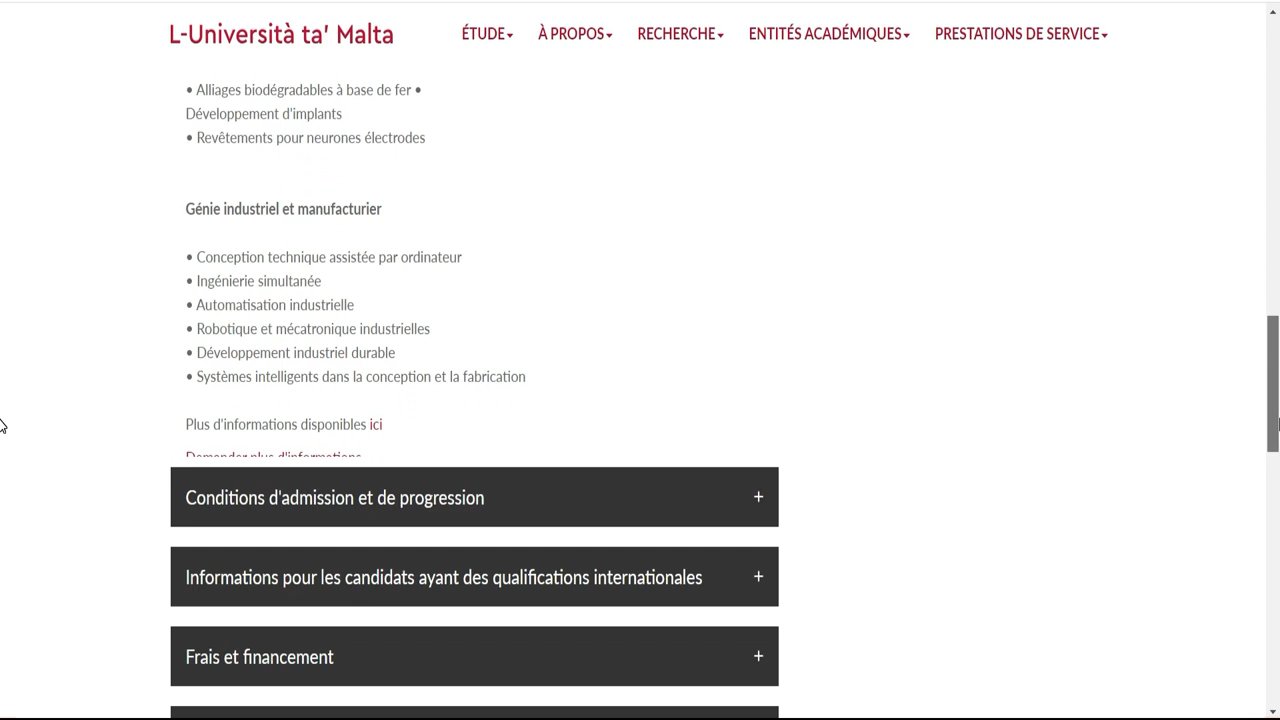 L-Università ta' Malta
ÉTUDE
À PROPOS
RECHERCHE
ENTITÉS ACADÉMIQUES
PRESTATIONS DE SERVICE
• Alliages biodégradables à base de fer •
Développement d'implants
• Revêtements pour neurones électrodes
Génie industriel et manufacturier
• Conception technique assistée par ordinateur
• Ingénierie simultanée
• Automatisation industrielle
• Robotique et mécatronique industrielles
• Développement industriel durable
• Systèmes intelligents dans la conception et la fabrication
Plus d'informations disponibles ici
Demander plus d'informations
Conditions d'admission et de progression +
Informations pour les candidats ayant des qualifications internationales +
Frais et financement +